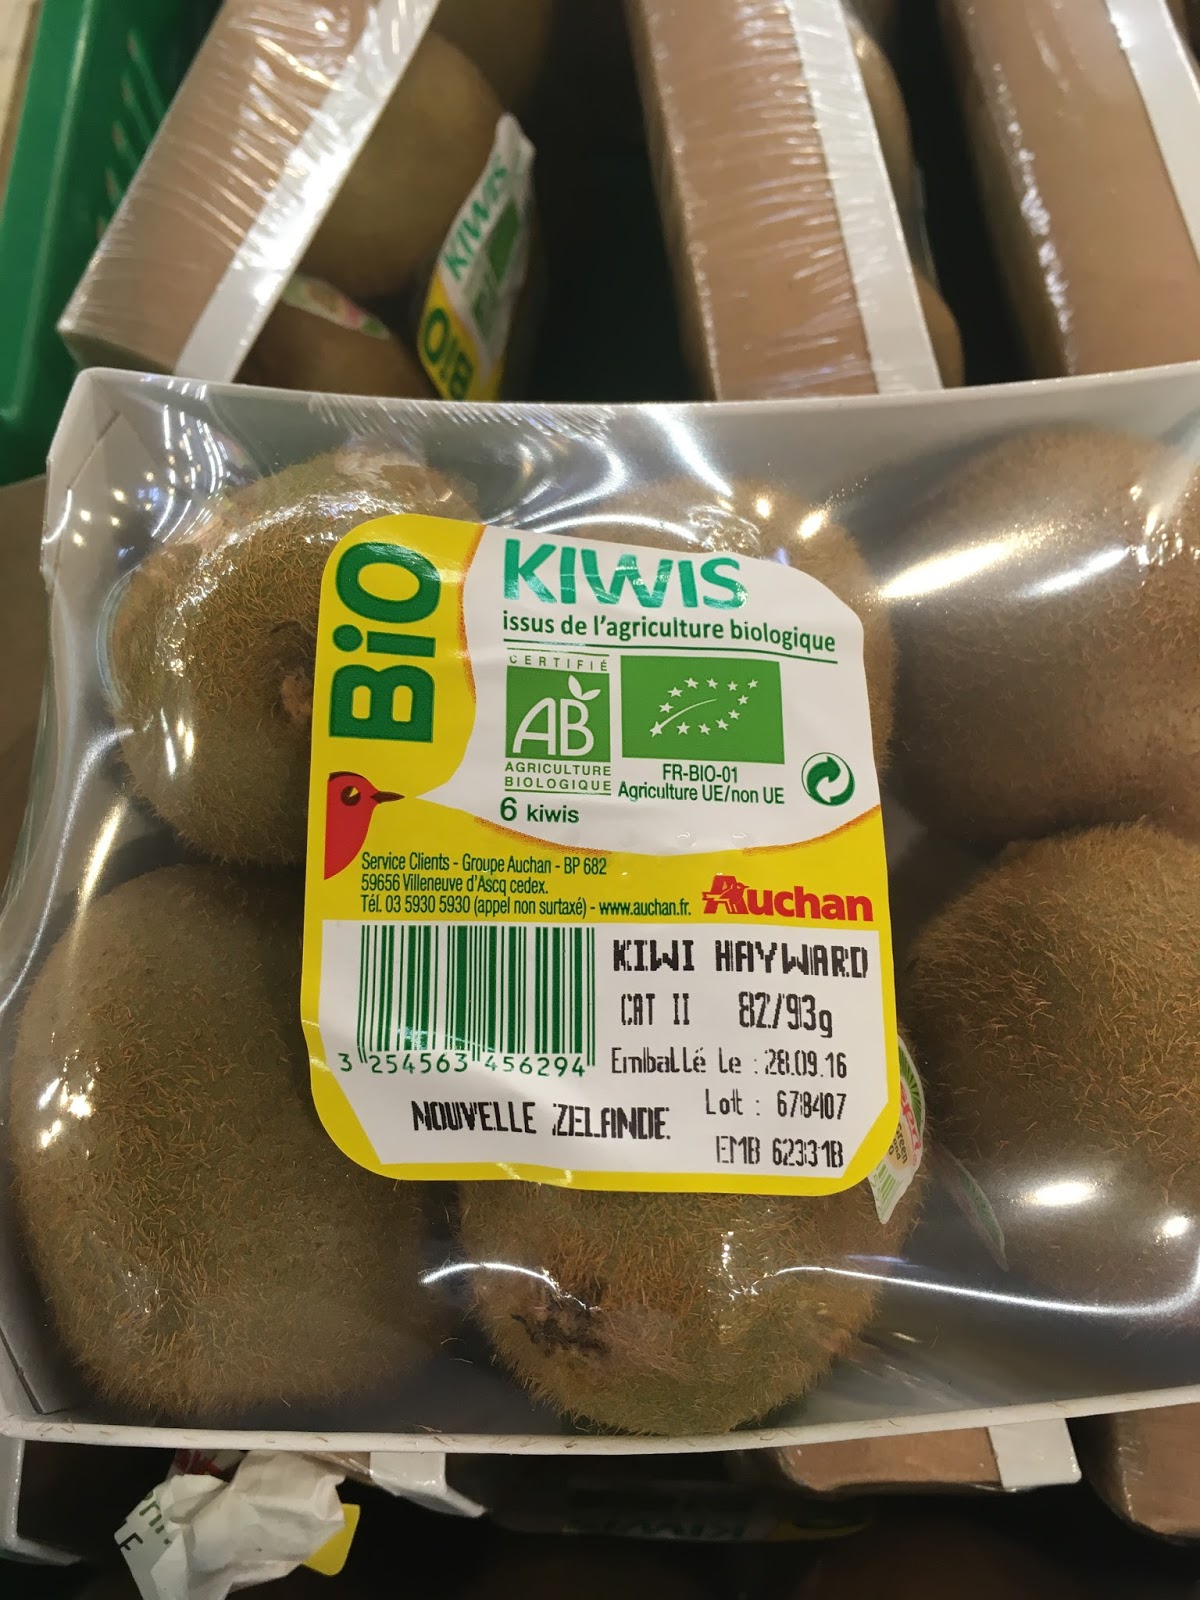 KIWIS
BIO
BiO
KIWIS
issus de l'agriculture biologique
CERTIFIÉ
AB
AGRICULTURE
BIOLOGIQUE
FR-BIO-01
Agriculture UE/non UE
6 kiwis
Service Clients - Groupe Auchan - BP 682
59656 Villeneuve d'Ascq cedex.
Tél. 03 5930 5930 (appel non surtaxé) - www.auchan.fr.
Auchan
3 254563 456294
KIWI HAYWARD
CAT II 82/93g
Emballé le : 28.09.16
Lot : 678407
EMB 62331B
NOUVELLE ZELANDE